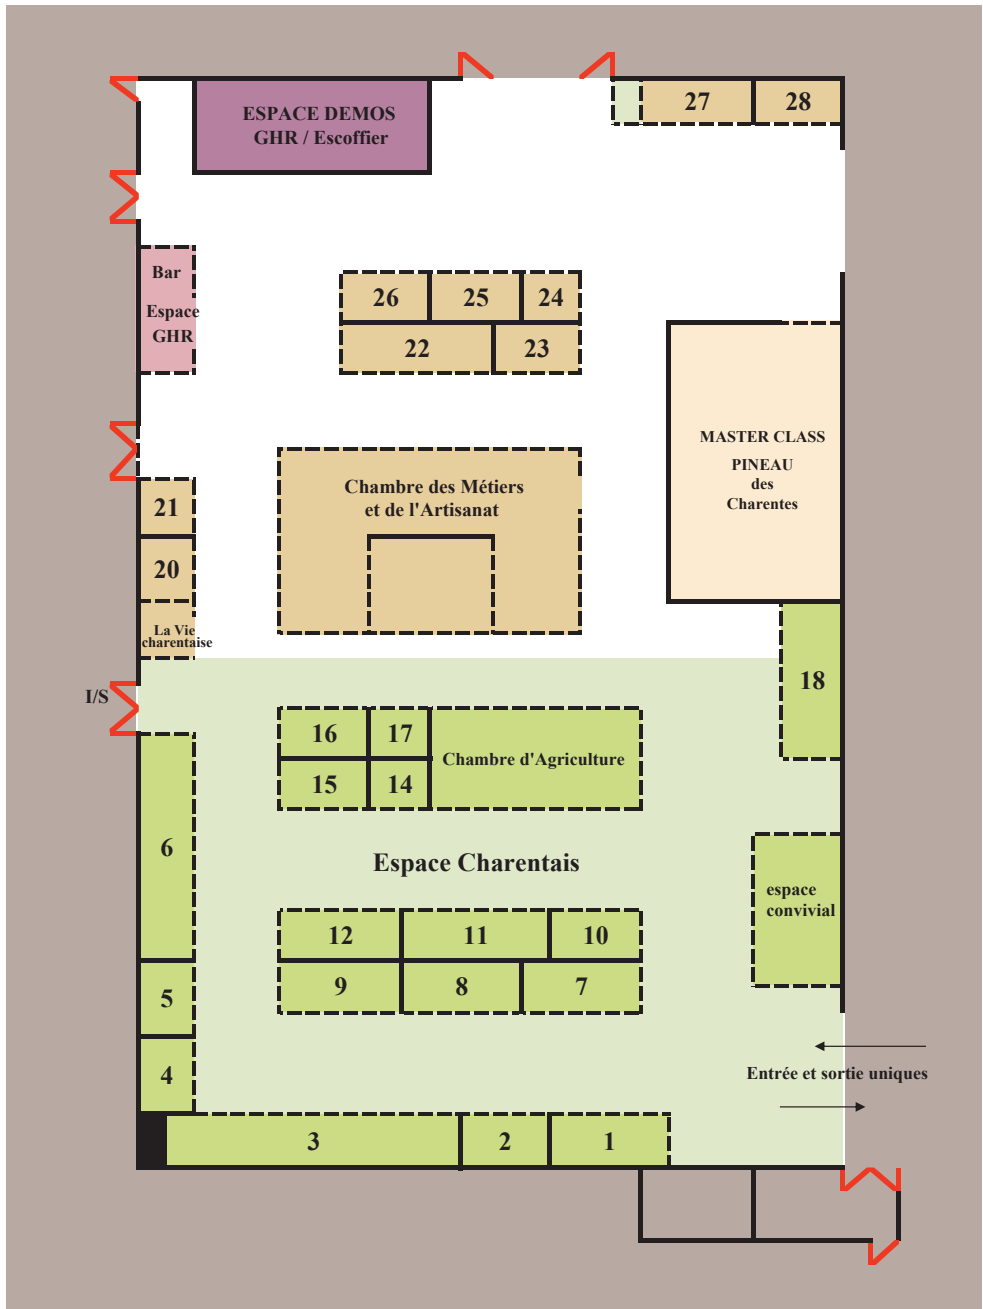 ESPACE DEMOS
GHR / Escoffier
27
28
Bar
Espace
GHR
26
25
24
22
23
MASTER CLASS
PINEAU
des
Charentes
Chambre des Métiers
et de l'Artisanat
21
20
La Vie
charentaise
I/S
18
16
17
Chambre d'Agriculture
15
14
6
Espace Charentais
espace
convivial
12
11
10
9
8
7
5
4
Entrée et sortie uniques
3
2
1